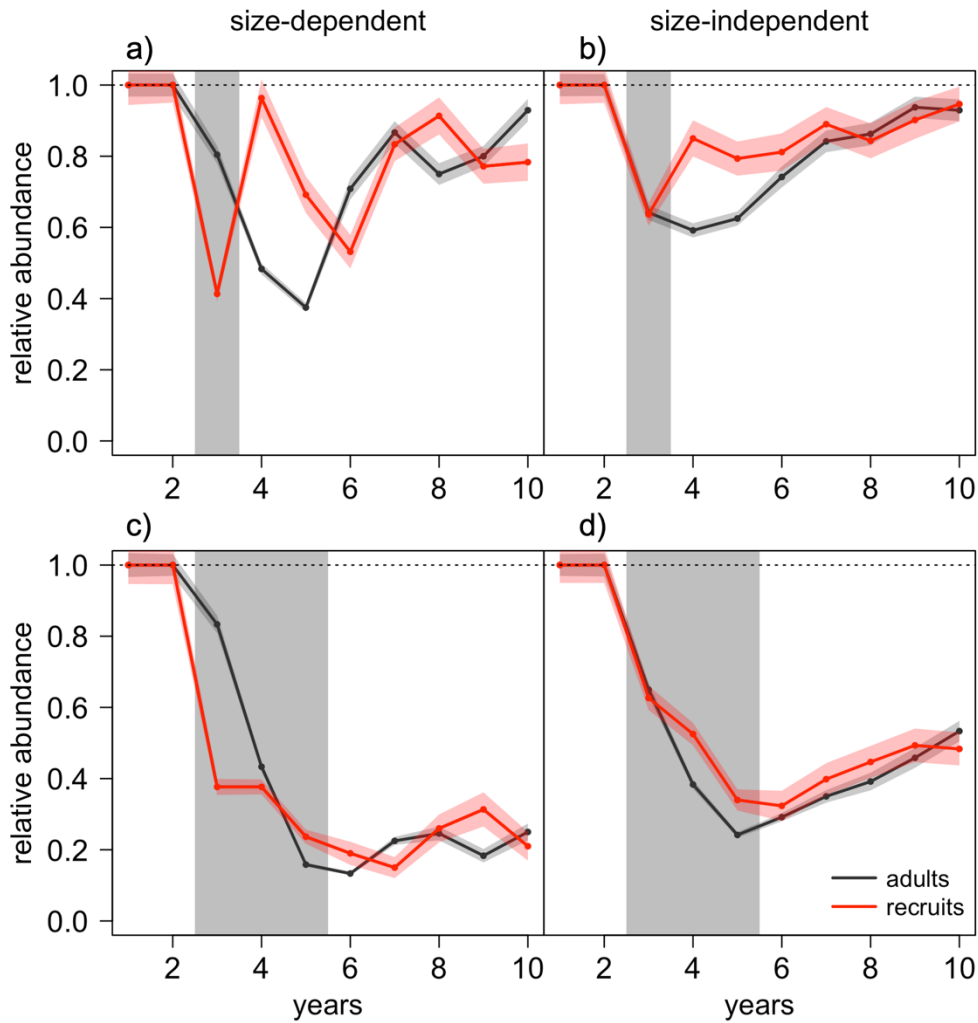 size-dependent size-independent
a) b)
1.0
0.8
0.6
0.4
0.2
0.0
relative abundance
2 4 6 8 10 2 4 6 8 10
c) d)
1.0
0.8
0.6
0.4
0.2
0.0
relative abundance
adults
recruits
2 4 6 8 10 2 4 6 8 10
years years